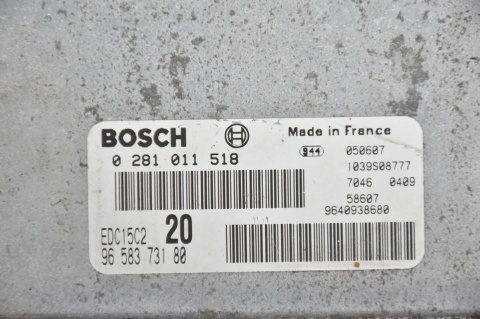 BOSCH
0 281 011 518
EDC15C2 20
96 583 731 80
Made in France
944 050607
1039S08777
7046 0409
58607
9640938680